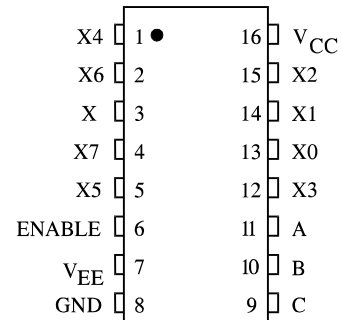 X4 1 16 VCC
X6 2 15 X2
X 3 14 X1
X7 4 13 X0
X5 5 12 X3
ENABLE 6 11 A
VEE 7 10 B
GND 8 9 C